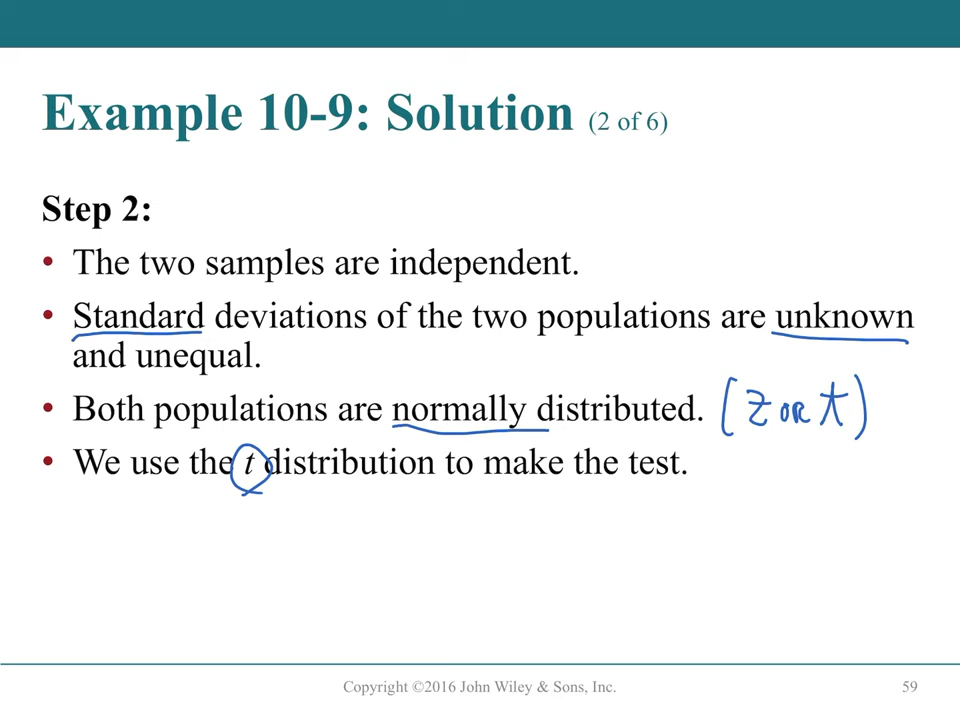 Example 10-9: Solution (2 of 6)
Step 2:
• The two samples are independent.
• Standard deviations of the two populations are unknown
and unequal.
• Both populations are normally distributed. (Z OR t)
• We use the t distribution to make the test.
Copyright ©2016 John Wiley & Sons, Inc. 59